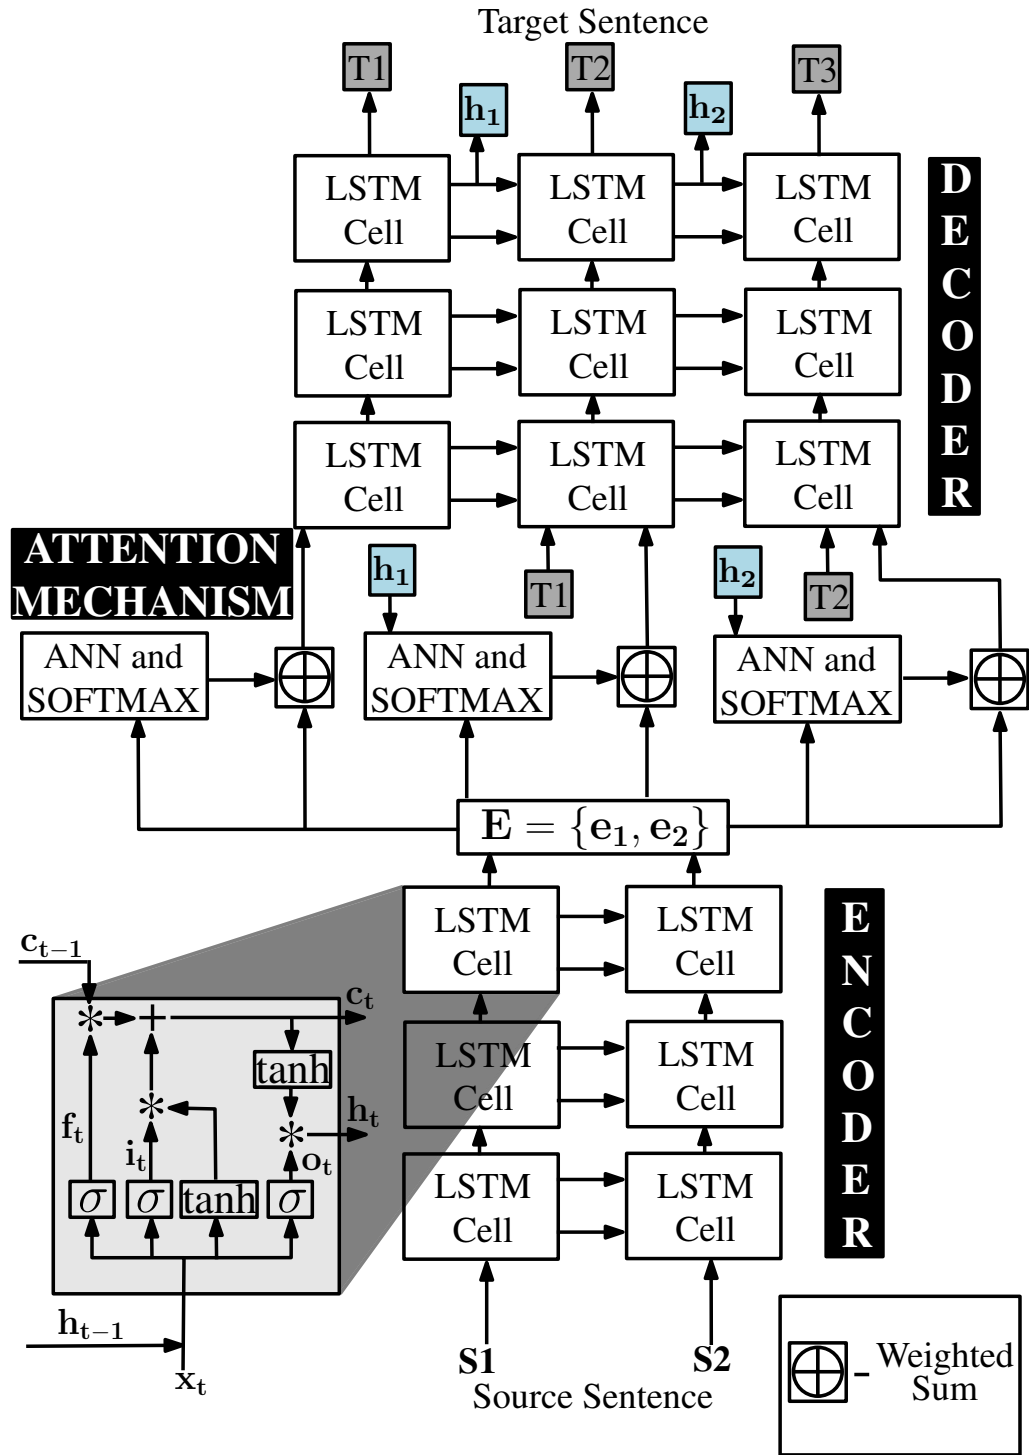 Target Sentence
T1
T2
T3
h₁
h₂
LSTM Cell
LSTM Cell
LSTM Cell
LSTM Cell
LSTM Cell
LSTM Cell
LSTM Cell
LSTM Cell
LSTM Cell
DECODER
ATTENTION
MECHANISM
h₁
T1
h₂
T2
ANN and
SOFTMAX
ANN and
SOFTMAX
ANN and
SOFTMAX
E = {e₁, e₂}
LSTM Cell
LSTM Cell
LSTM Cell
LSTM Cell
LSTM Cell
LSTM Cell
ENCODER
cₜ₋₁
cₜ
* +
tanh
*
hₜ
*
fₜ
iₜ
oₜ
σ
σ
tanh
σ
hₜ₋₁
xₜ
S1
S2
Source Sentence
- Weighted
Sum